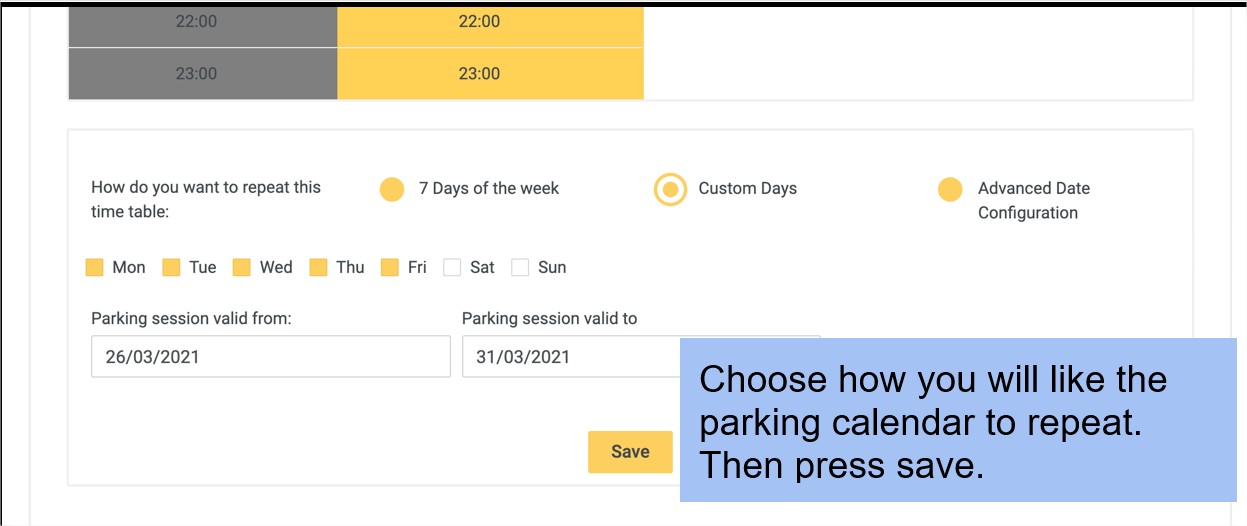 22:00 22:00
23:00 23:00
How do you want to repeat this
time table:
7 Days of the week
Custom Days
Advanced Date
Configuration
Mon Tue Wed Thu Fri Sat Sun
Parking session valid from: Parking session valid to
26/03/2021 31/03/2021
Save
Choose how you will like the
parking calendar to repeat.
Then press save.